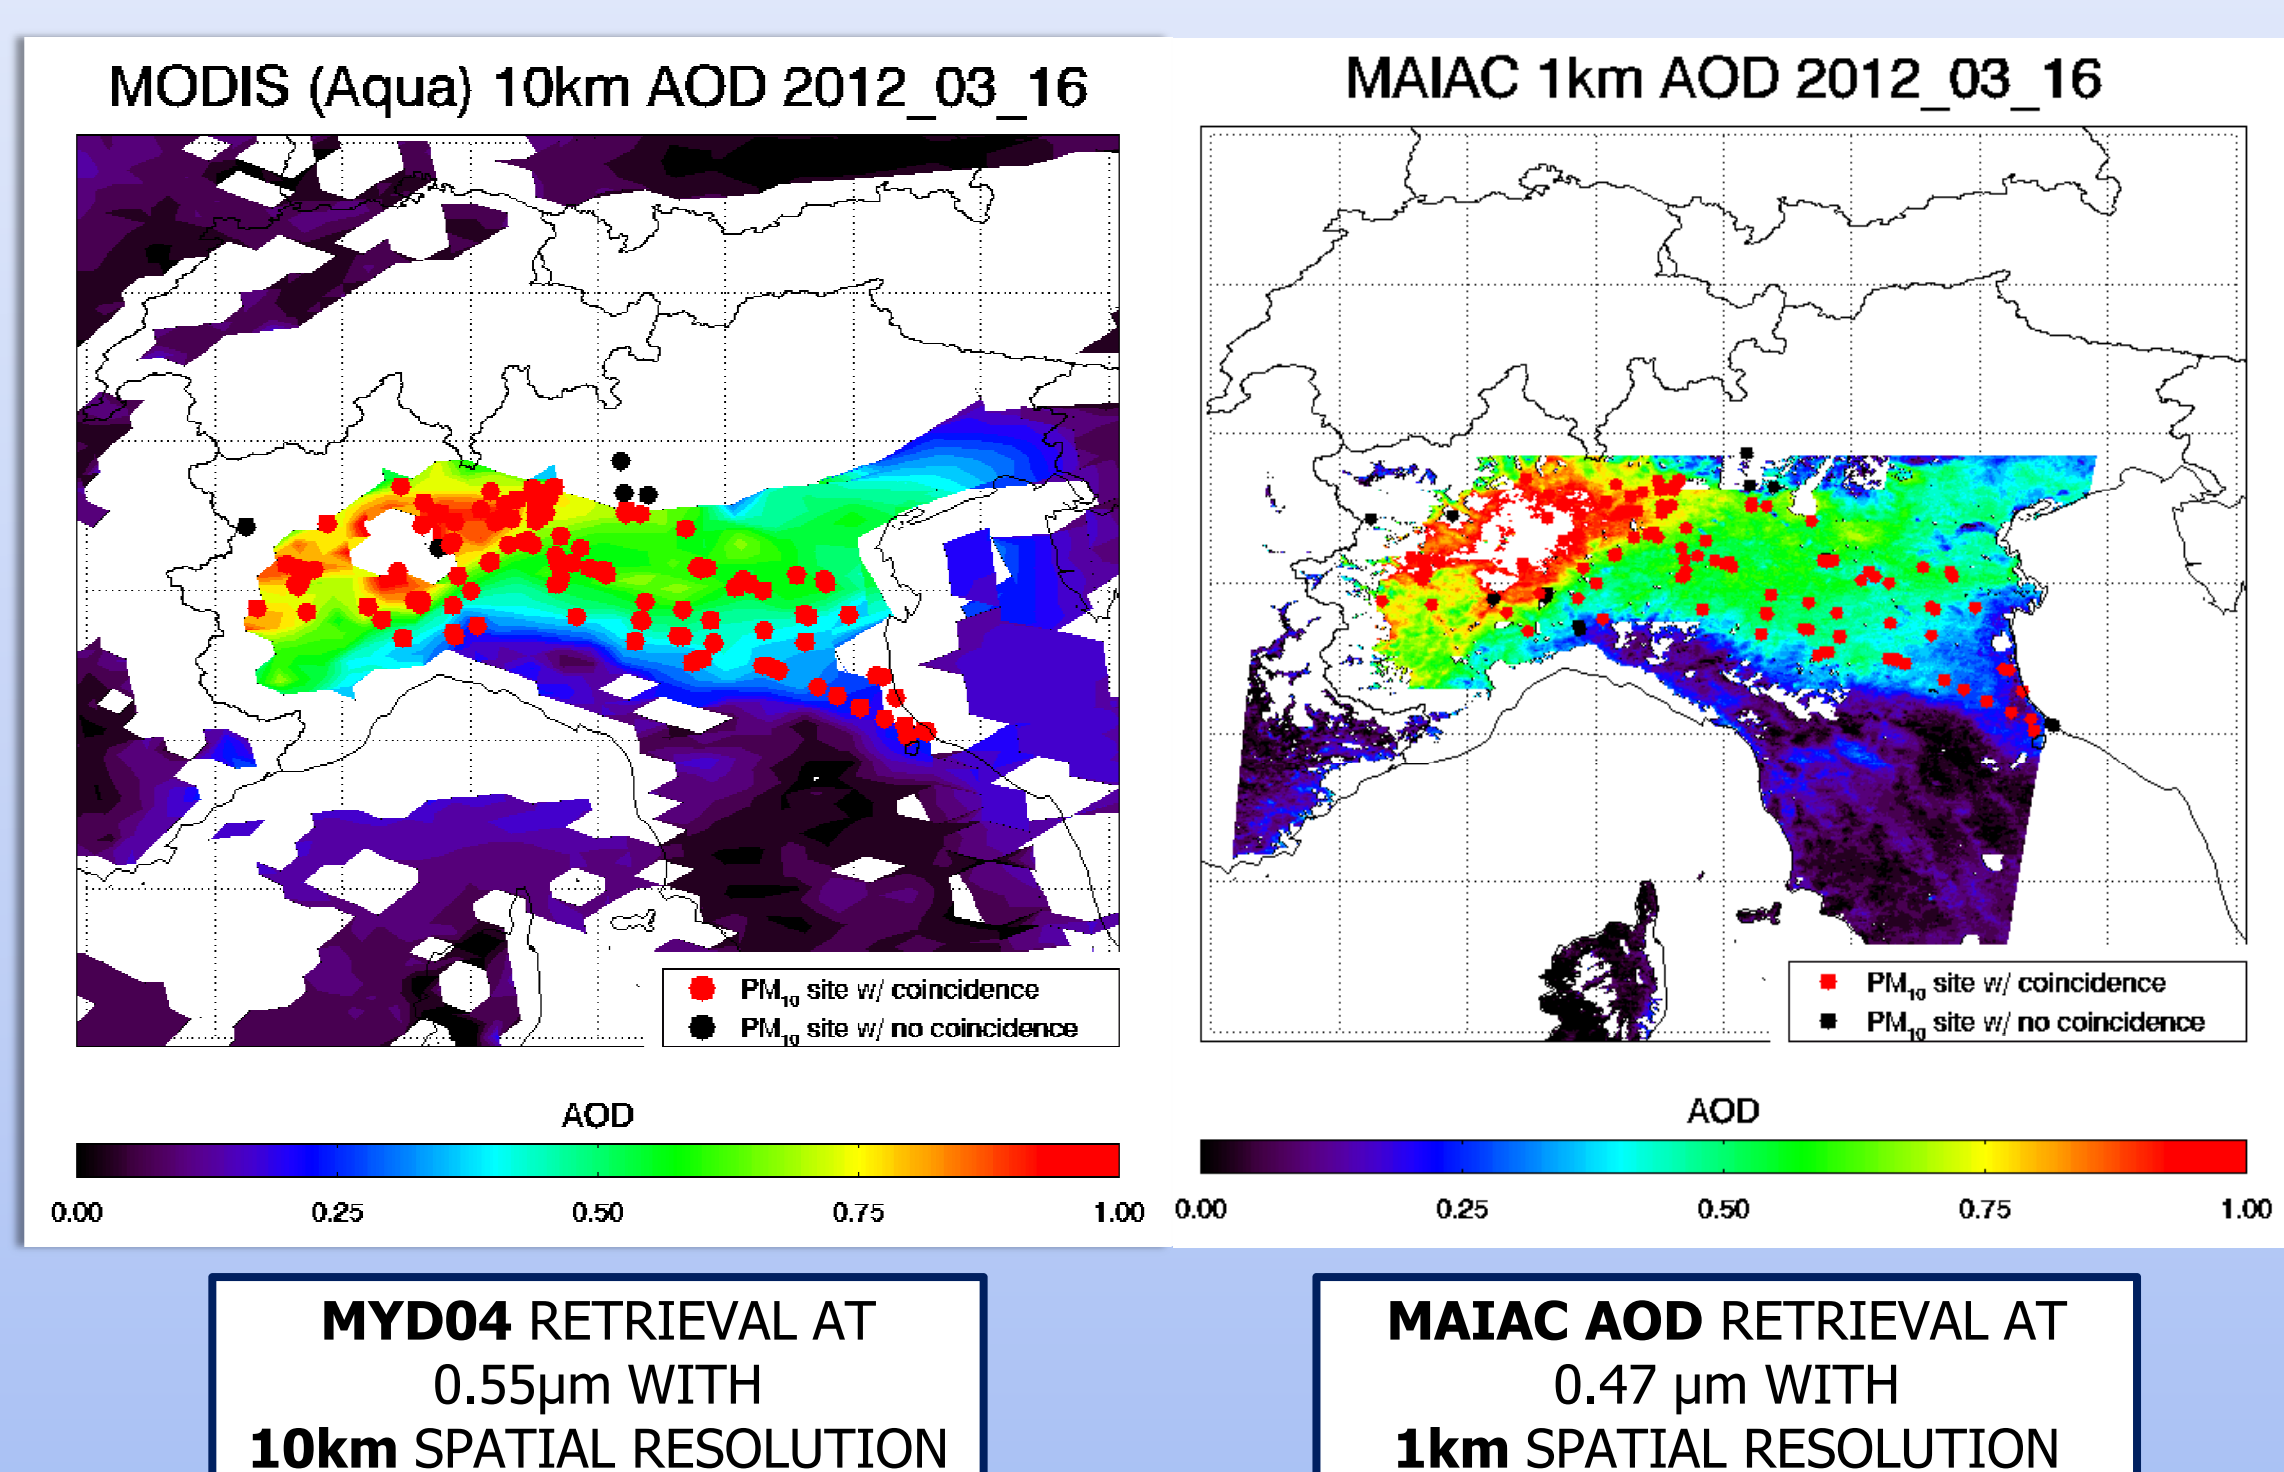 MODIS (Aqua) 10km AOD 2012_03_16
PM10 site w/ coincidence
PM10 site w/ no coincidence
AOD
0.00 0.25 0.50 0.75 1.00
MYD04 RETRIEVAL AT
0.55µm WITH
10km SPATIAL RESOLUTION
MAIAC 1km AOD 2012_03_16
PM10 site w/ coincidence
PM10 site w/ no coincidence
AOD
0.00 0.25 0.50 0.75 1.00
MAIAC AOD RETRIEVAL AT
0.47 µm WITH
1km SPATIAL RESOLUTION